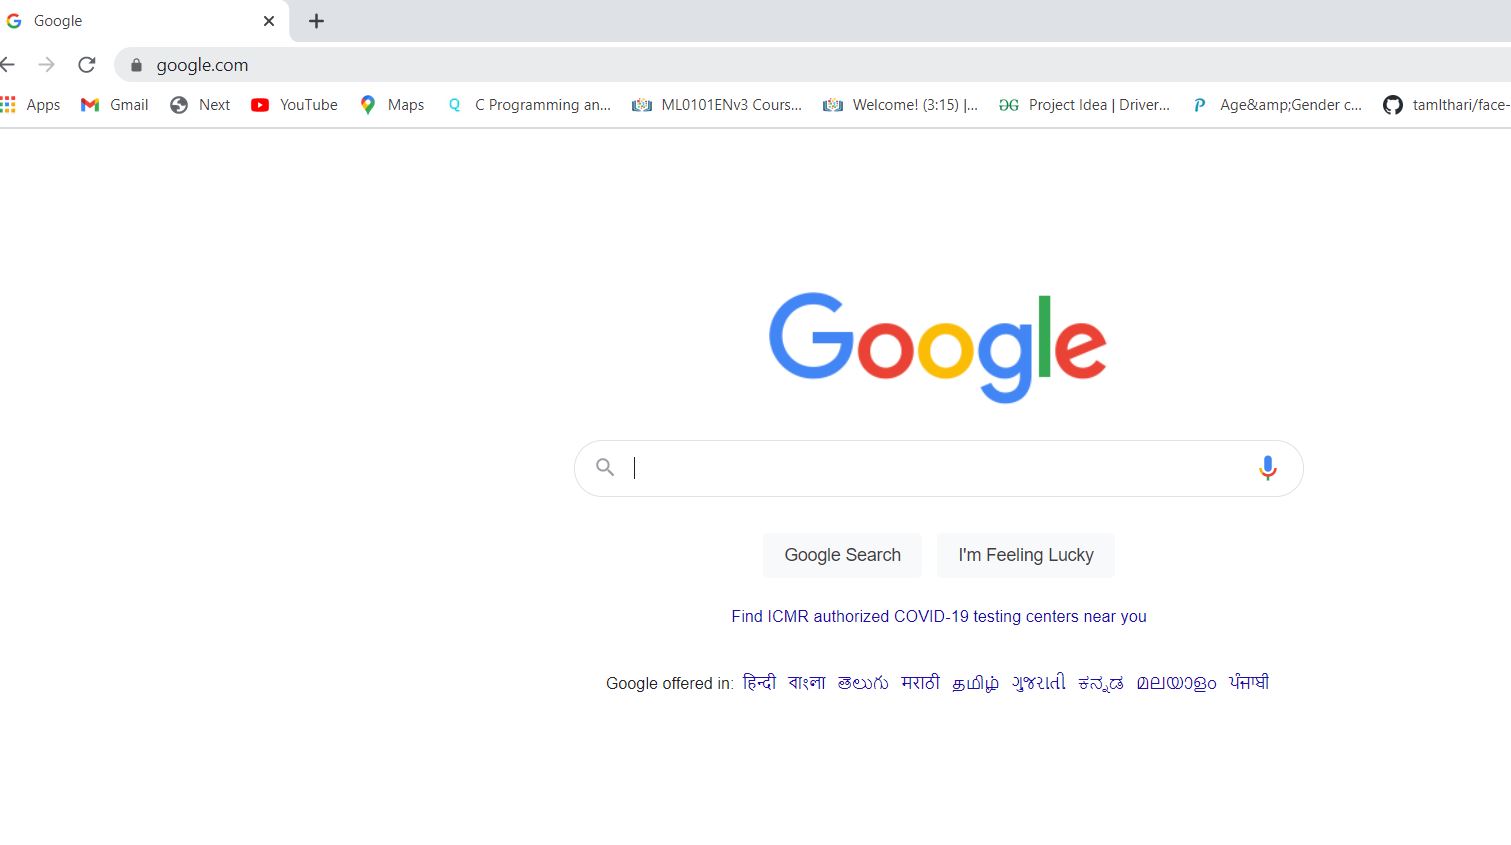 Google
google.com
Apps Gmail Next YouTube Maps C Programming an... ML0101ENv3 Cours... Welcome! (3:15) |... Project Idea | Driver... Age&amp;Gender c... tamlthari/face-
Google
Google Search I'm Feeling Lucky
Find ICMR authorized COVID-19 testing centers near you
Google offered in: हिन्दी বাংলা తెలుగు मराठी தமிழ் ગુજરાતી ಕನ್ನಡ മലയാളം ਪੰਜਾਬੀ